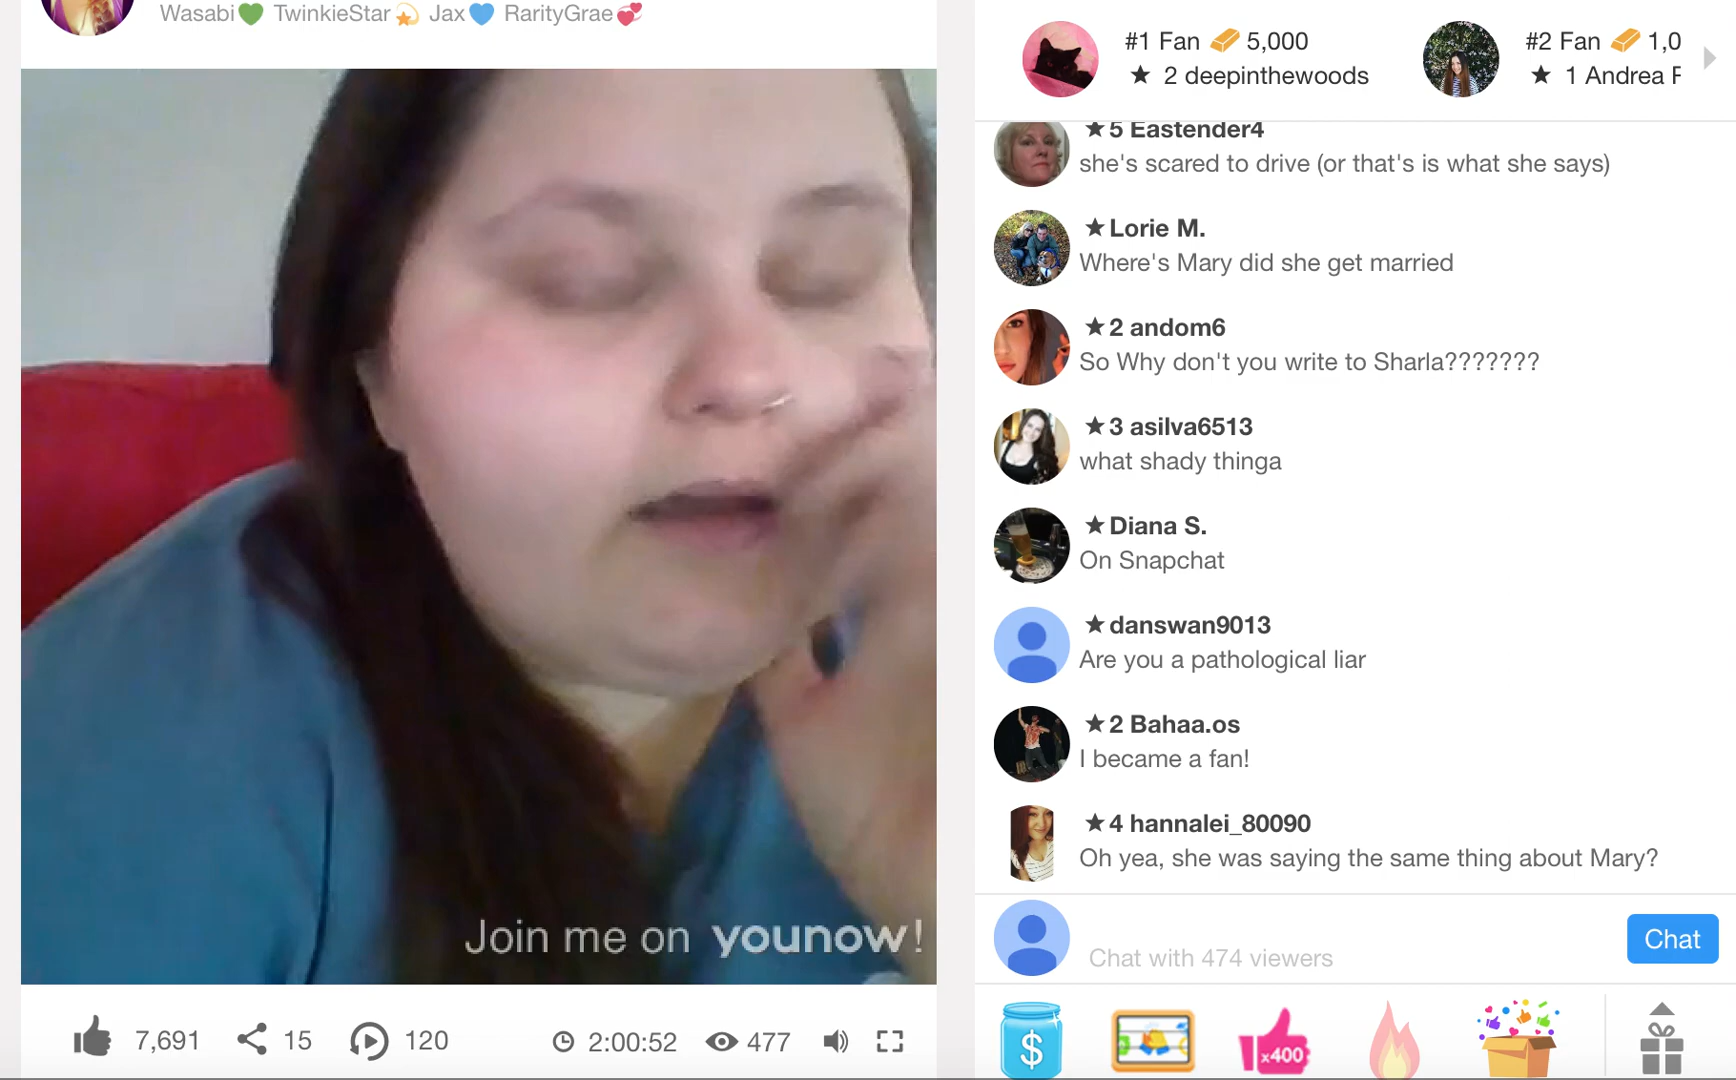 Wasabi💚 TwinkieStar💫 Jax💙 RarityGrae💞
Join me on younow!
7,691
15
120
2:00:52
477
#1 Fan 5,000
★ 2 deepinthewoods
#2 Fan 1,0
★ 1 Andrea F
★5 Eastender4
she's scared to drive (or that's is what she says)
★Lorie M.
Where's Mary did she get married
★2 andom6
So Why don't you write to Sharla???????
★3 asilva6513
what shady thinga
★Diana S.
On Snapchat
★danswan9013
Are you a pathological liar
★2 Bahaa.os
I became a fan!
★4 hannalei_80090
Oh yea, she was saying the same thing about Mary?
Chat with 474 viewers
Chat
$
x400